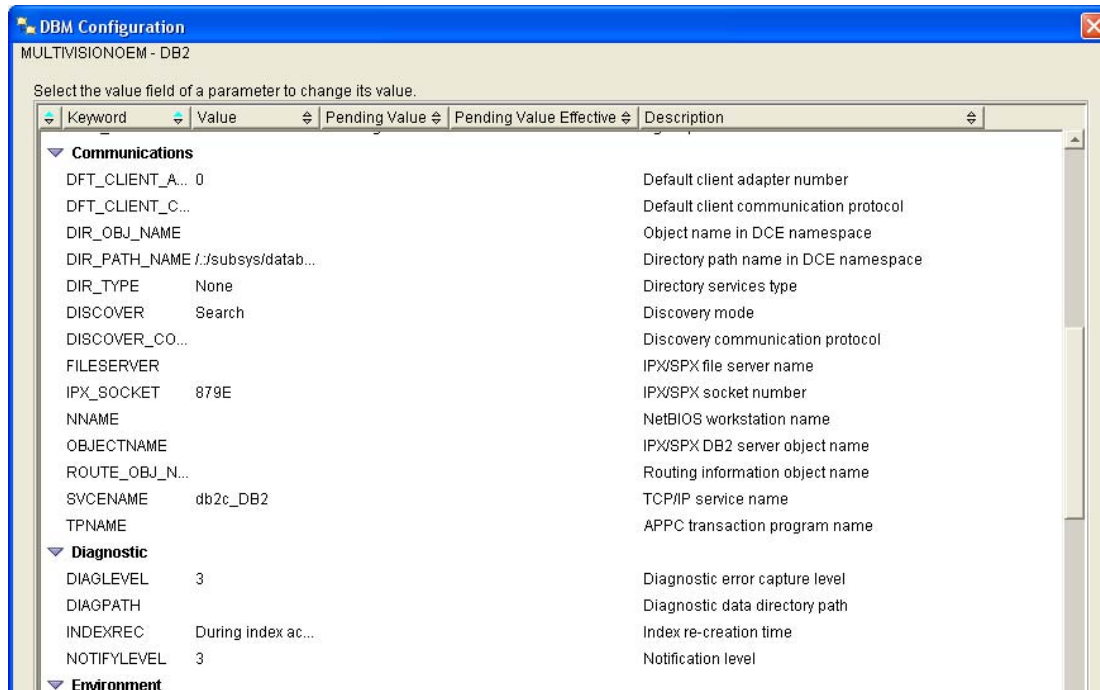 DBM Configuration
MULTIVISIONOEM - DB2
Select the value field of a parameter to change its value.
Keyword Value Pending Value Pending Value Effective Description
Communications
DFT_CLIENT_A... 0 Default client adapter number
DFT_CLIENT_C... Default client communication protocol
DIR_OBJ_NAME Object name in DCE namespace
DIR_PATH_NAME /.:/subsys/datab... Directory path name in DCE namespace
DIR_TYPE None Directory services type
DISCOVER Search Discovery mode
DISCOVER_CO... Discovery communication protocol
FILESERVER IPX/SPX file server name
IPX_SOCKET 879E IPX/SPX socket number
NNAME NetBIOS workstation name
OBJECTNAME IPX/SPX DB2 server object name
ROUTE_OBJ_N... Routing information object name
SVCENAME db2c_DB2 TCP/IP service name
TPNAME APPC transaction program name
Diagnostic
DIAGLEVEL 3 Diagnostic error capture level
DIAGPATH Diagnostic data directory path
INDEXREC During index ac... Index re-creation time
NOTIFYLEVEL 3 Notification level
Environment